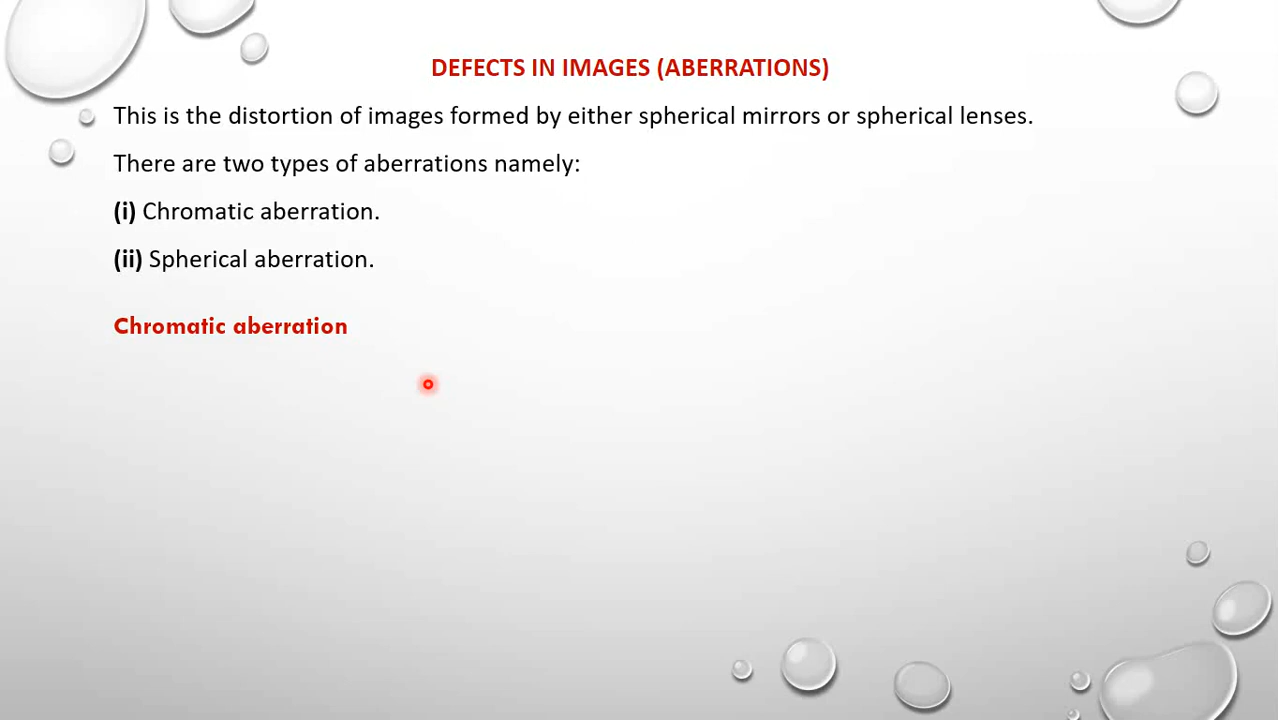 DEFECTS IN IMAGES (ABERRATIONS)
This is the distortion of images formed by either spherical mirrors or spherical lenses.
There are two types of aberrations namely:
(i) Chromatic aberration.
(ii) Spherical aberration.
Chromatic aberration